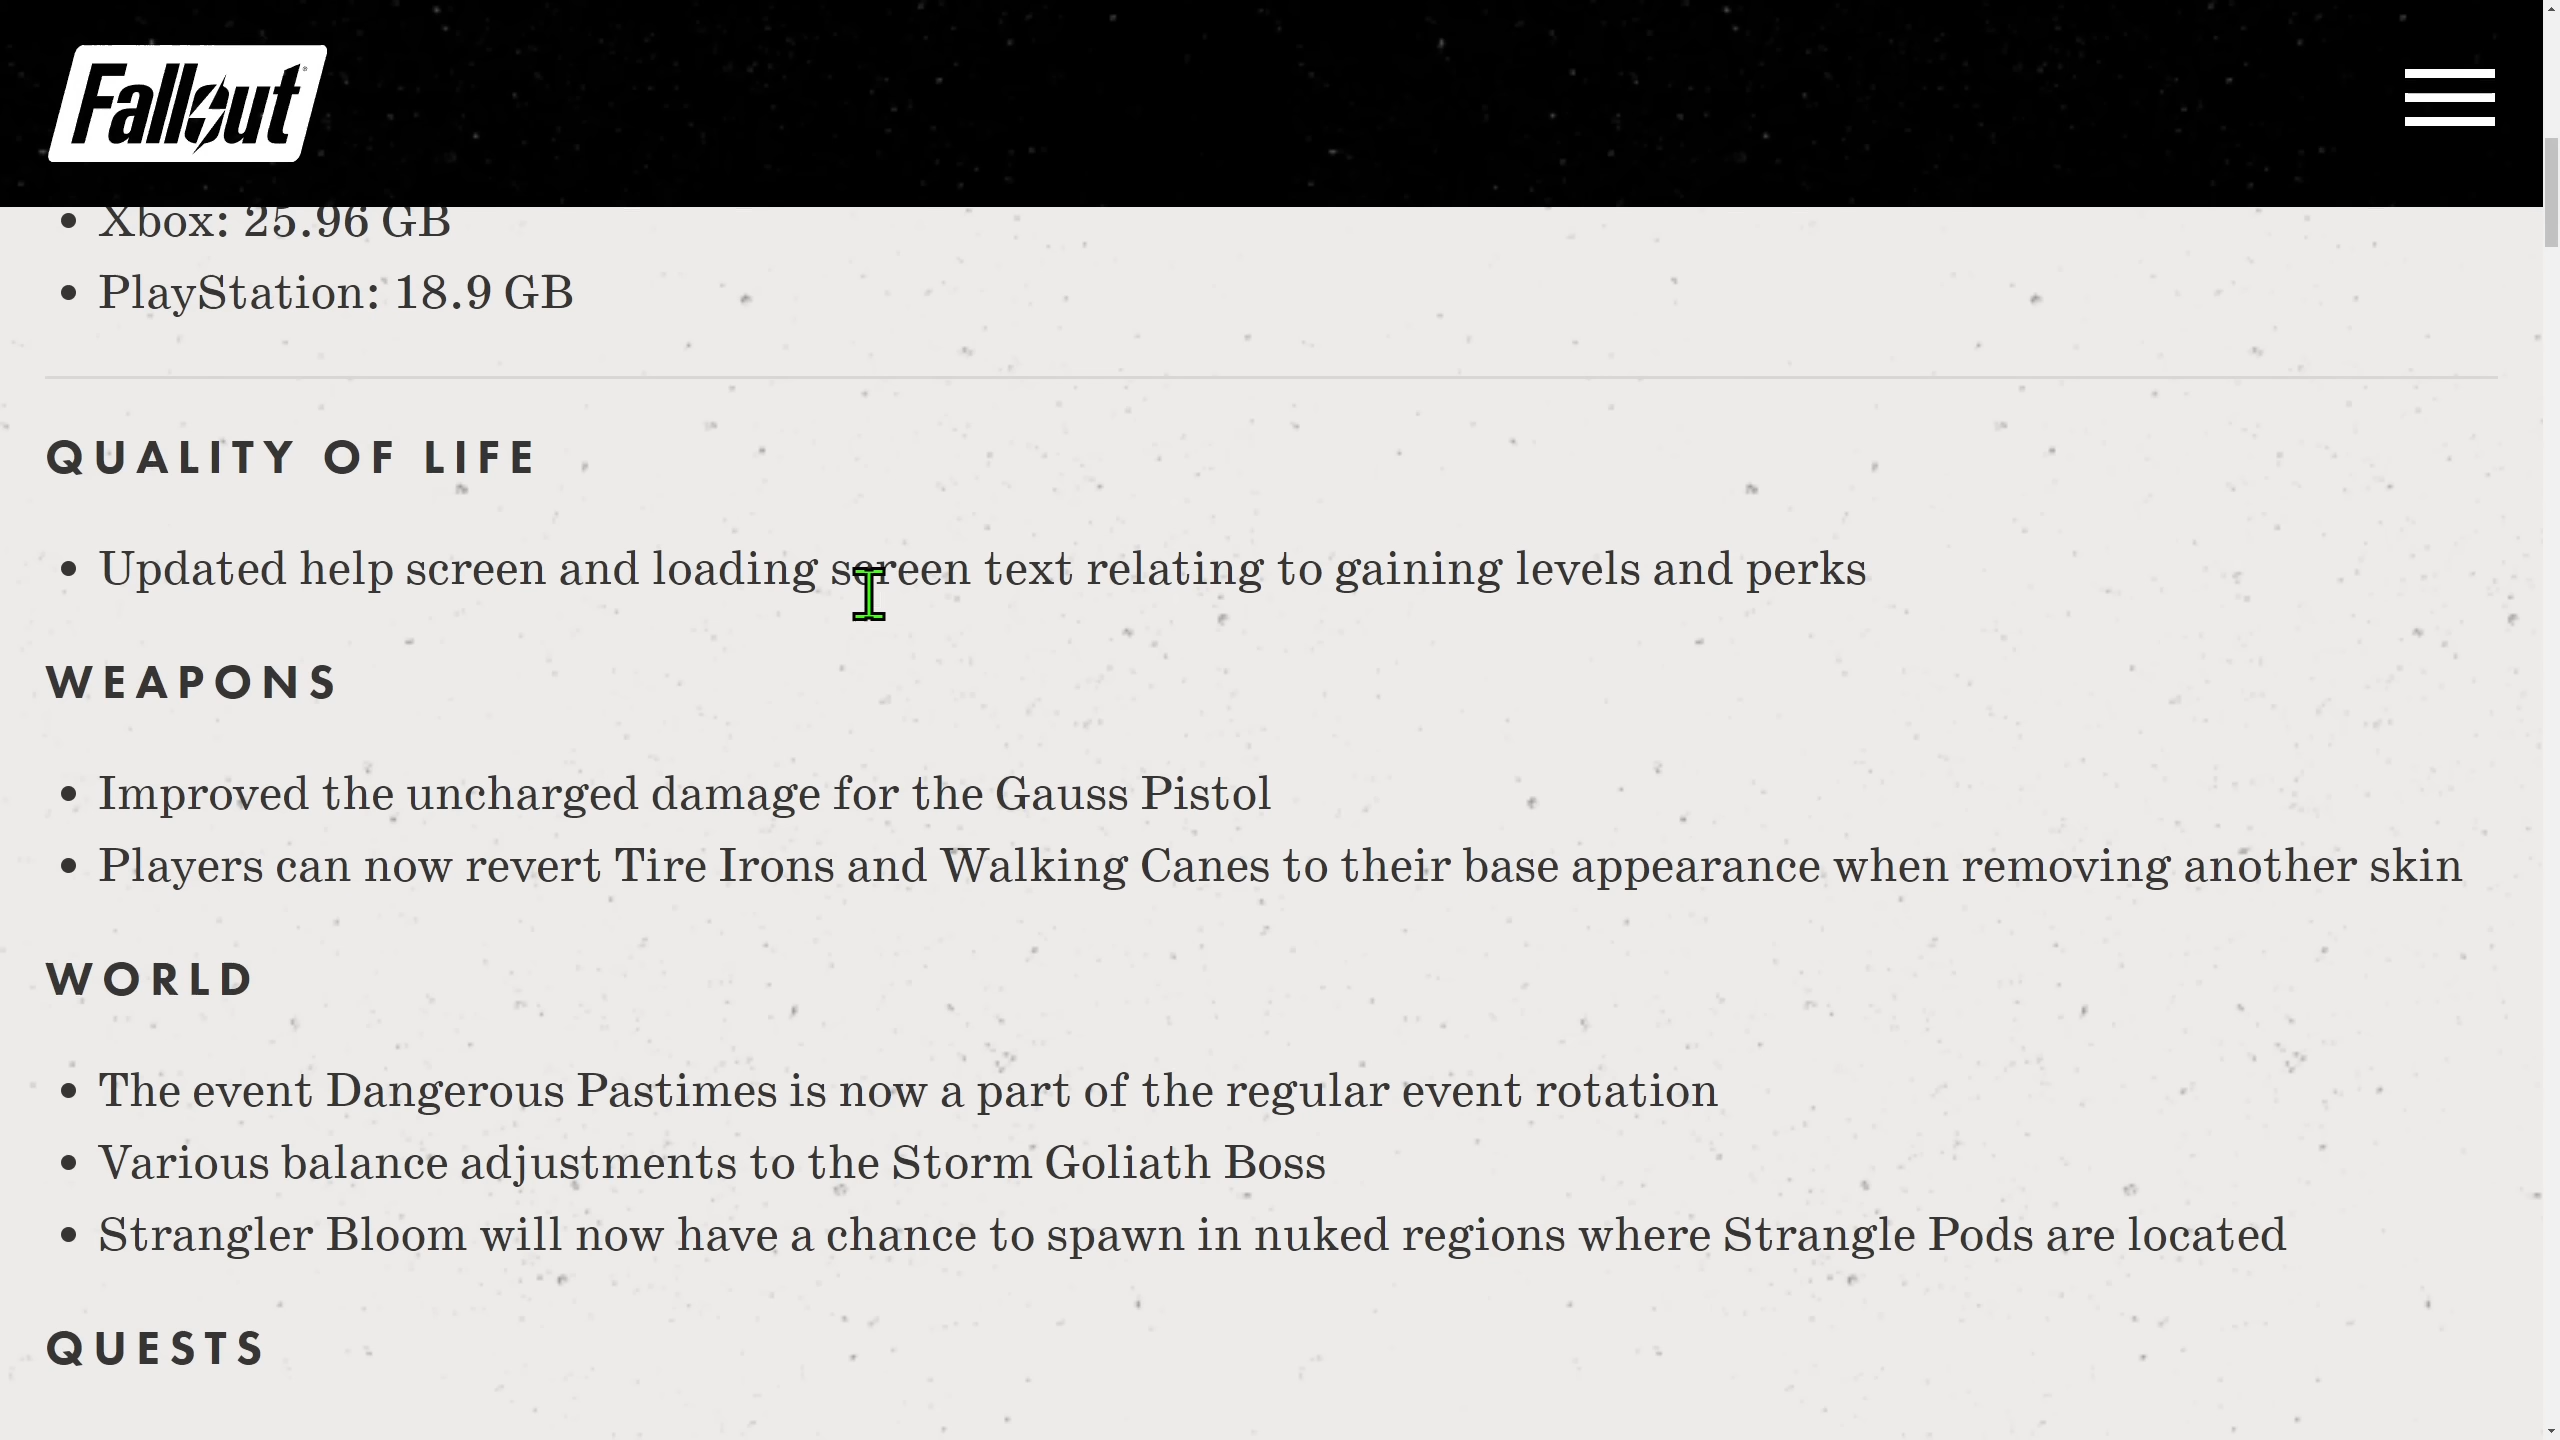 Fallout
Xbox: 25.96 GB
PlayStation: 18.9 GB
QUALITY OF LIFE
Updated help screen and loading screen text relating to gaining levels and perks
WEAPONS
Improved the uncharged damage for the Gauss Pistol
Players can now revert Tire Irons and Walking Canes to their base appearance when removing another skin
WORLD
The event Dangerous Pastimes is now a part of the regular event rotation
Various balance adjustments to the Storm Goliath Boss
Strangler Bloom will now have a chance to spawn in nuked regions where Strangle Pods are located
QUESTS